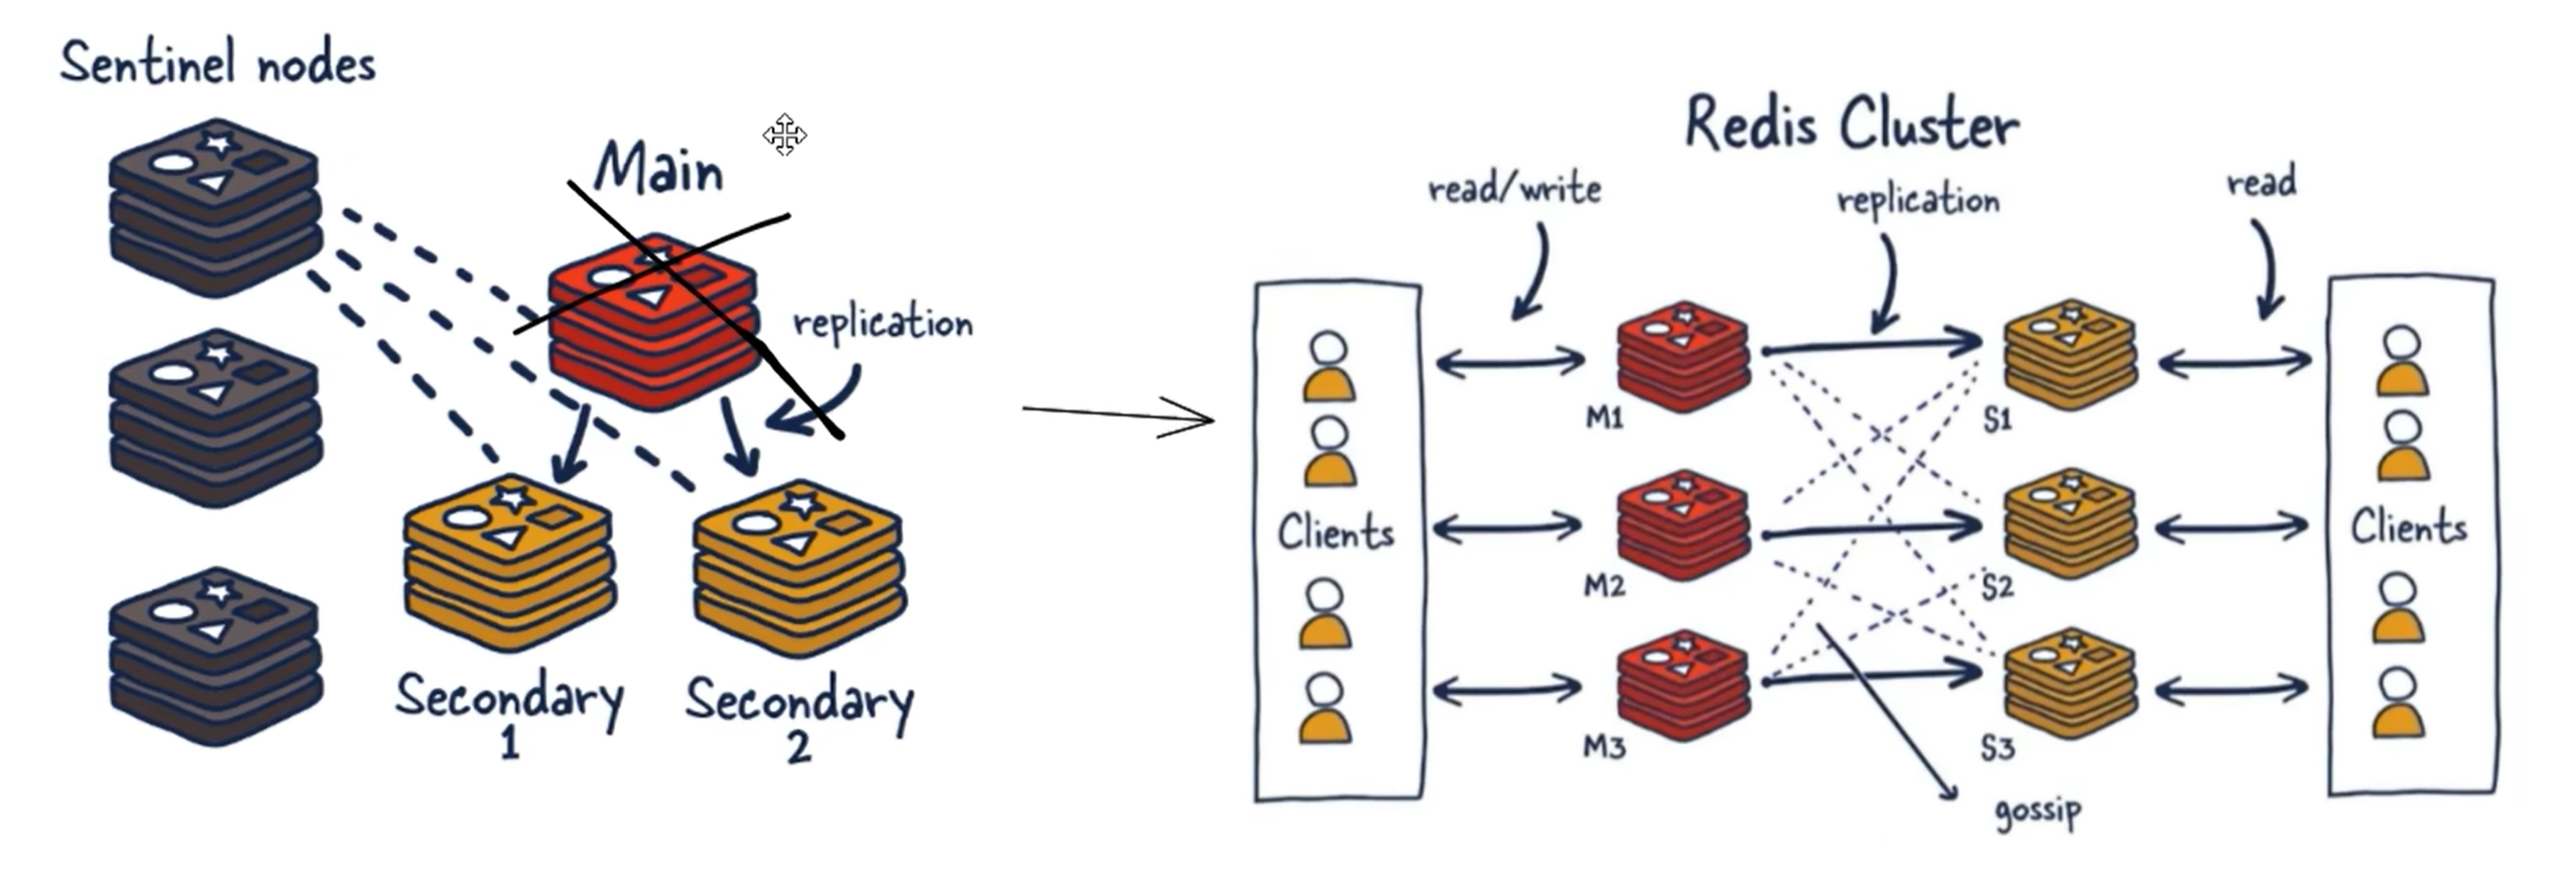 Sentinel nodes
Main
replication
Secondary
1
Secondary
2
Redis Cluster
read/write
replication
read
Clients
M1
S1
M2
S2
M3
S3
Clients
gossip